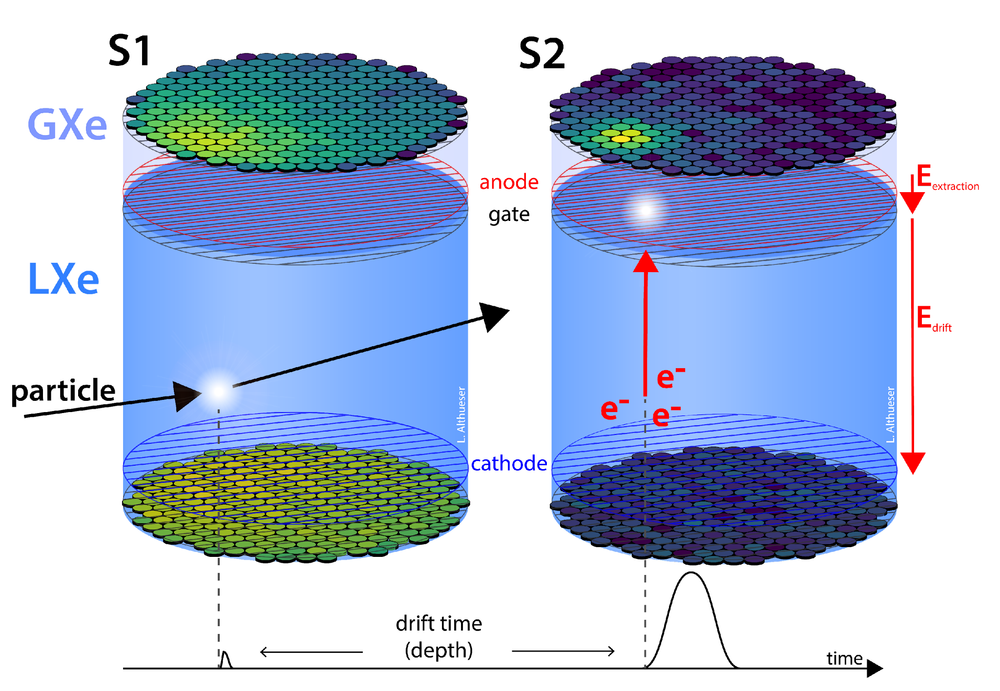 S1
S2
GXe
anode
gate
E extraction
LXe
E drift
particle
e-
e-
e-
L. Althueser
L. Althueser
cathode
drift time
(depth)
time